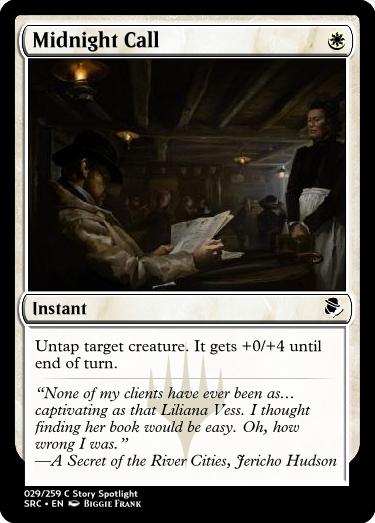 Midnight Call
Instant
Untap target creature. It gets +0/+4 until
end of turn.
“None of my clients have ever been as…
captivating as that Liliana Vess. I thought
finding her book would be easy. Oh, how
wrong I was.”
—A Secret of the River Cities, Jericho Hudson
029/259 C Story Spotlight
SRC • EN Biggie Frank